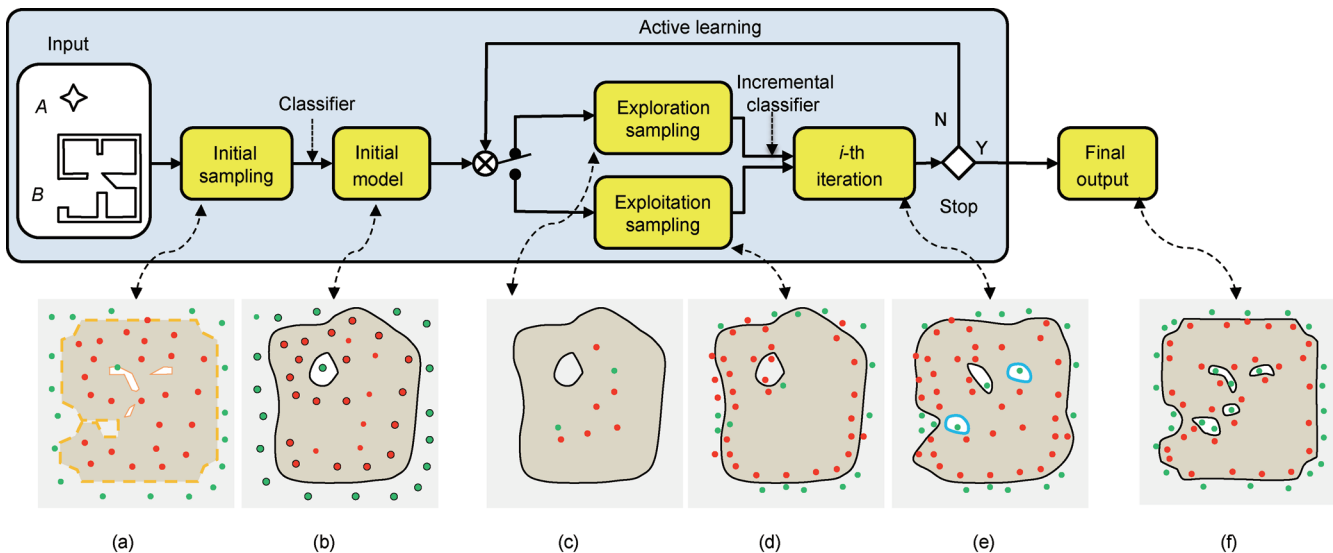 Active learning
Input
A
B
Initial
sampling
Classifier
Initial
model
Exploration
sampling
Exploitation
sampling
Incremental
classifier
i-th
iteration
N
Y
Stop
Final
output
(a)
(b)
(c)
(d)
(e)
(f)